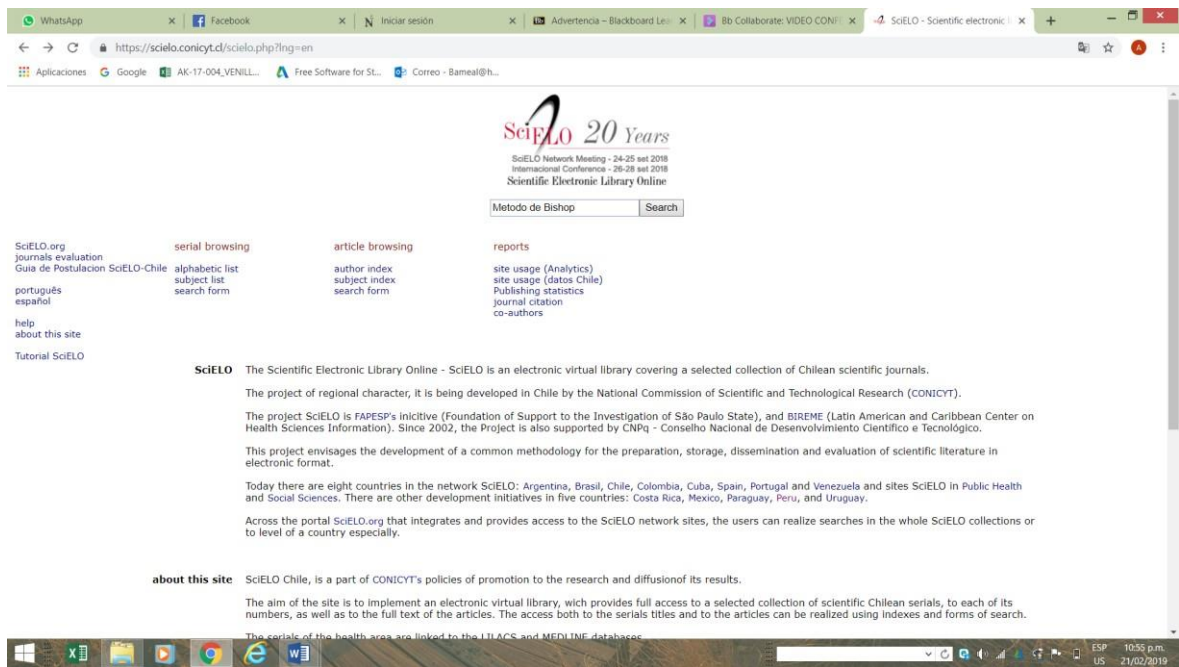 WhatsApp
Facebook
Iniciar sesión
Advertencia – Blackboard Lea
Bb Collaborate: VIDEO CONF
SciELO - Scientific electronic l
https://scielo.conicyt.cl/scielo.php?lng=en
Aplicaciones
Google
AK-17-004_VENILL...
Free Software for St...
Correo - Bameal@h...
SciELO 20 Years
SciELO Network Meeting - 24-25 set 2018
Internacional Conference - 26-28 set 2018
Scientific Electronic Library Online
Metodo de Bishop
Search
SciELO.org
journals evaluation
Guia de Postulacion SciELO-Chile
português
español
help
about this site
Tutorial SciELO
serial browsing
alphabetic list
subject list
search form
article browsing
author index
subject index
search form
reports
site usage (Analytics)
site usage (datos Chile)
Publishing statistics
journal citation
co-authors
SciELO
The Scientific Electronic Library Online - SciELO is an electronic virtual library covering a selected collection of Chilean scientific journals.
The project of regional character, it is being developed in Chile by the National Commission of Scientific and Technological Research (CONICYT).
The project SciELO is FAPESP's inicitive (Foundation of Support to the Investigation of São Paulo State), and BIREME (Latin American and Caribbean Center on
Health Sciences Information). Since 2002, the Project is also supported by CNPq - Conselho Nacional de Desenvolvimiento Científico e Tecnológico.
This project envisages the development of a common methodology for the preparation, storage, dissemination and evaluation of scientific literature in
electronic format.
Today there are eight countries in the network SciELO: Argentina, Brasil, Chile, Colombia, Cuba, Spain, Portugal and Venezuela and sites SciELO in Public Health
and Social Sciences. There are other development initiatives in five countries: Costa Rica, Mexico, Paraguay, Peru, and Uruguay.
Across the portal SciELO.org that integrates and provides access to the SciELO network sites, the users can realize searches in the whole SciELO collections or
to level of a country especially.
about this site
SciELO Chile, is a part of CONICYT's policies of promotion to the research and diffusionof its results.
The aim of the site is to implement an electronic virtual library, wich provides full access to a selected collection of scientific Chilean serials, to each of its
numbers, as well as to the full text of the articles. The access both to the serials titles and to the articles can be realized using indexes and forms of search.
The serials of the health area are linked to the LILACS and MEDLINE databases.
ESP
US
10:55 p.m.
21/02/2019